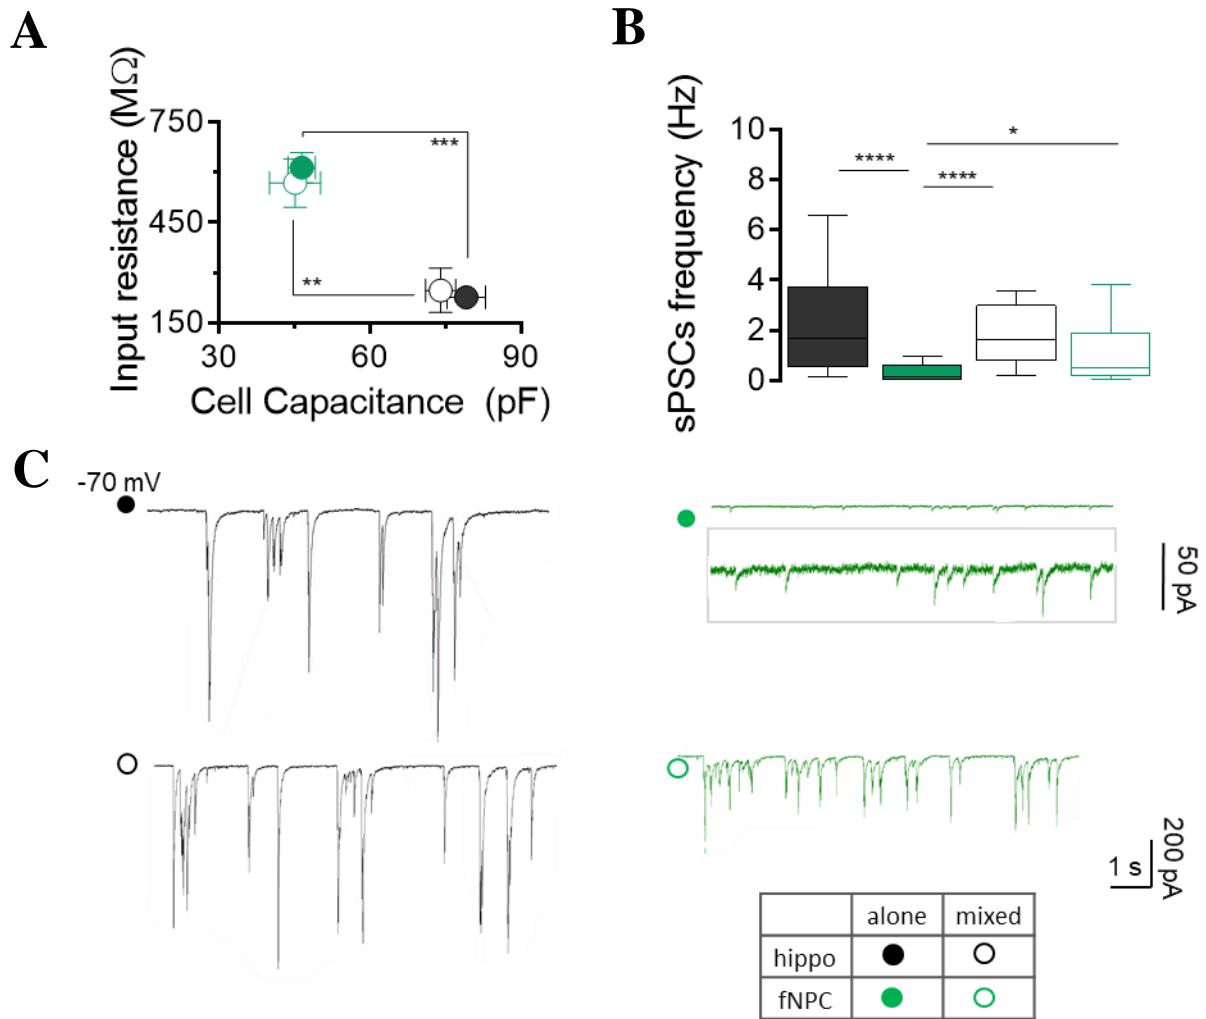 A
Input resistance (MΩ)
750
450
150
30 60 90
Cell Capacitance (pF)
***
**
B
sPSCs frequency (Hz)
10
8
6
4
2
0
****
****
*
C
-70 mV
50 pA
200 pA
1 s
alone mixed
hippo
fNPC